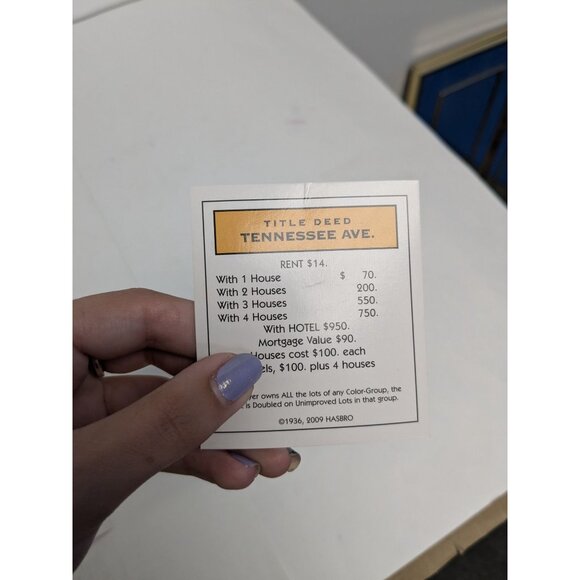 TITLE DEED
TENNESSEE AVE.
RENT $14.
With 1 House $ 70.
With 2 Houses 200.
With 3 Houses 550.
With 4 Houses 750.
With HOTEL $950.
Mortgage Value $90.
Houses cost $100. each
$100. plus 4 houses
owns ALL the lots of any Color-Group, the
is Doubled on Unimproved Lots in that group.
©1936, 2009 HASBRO